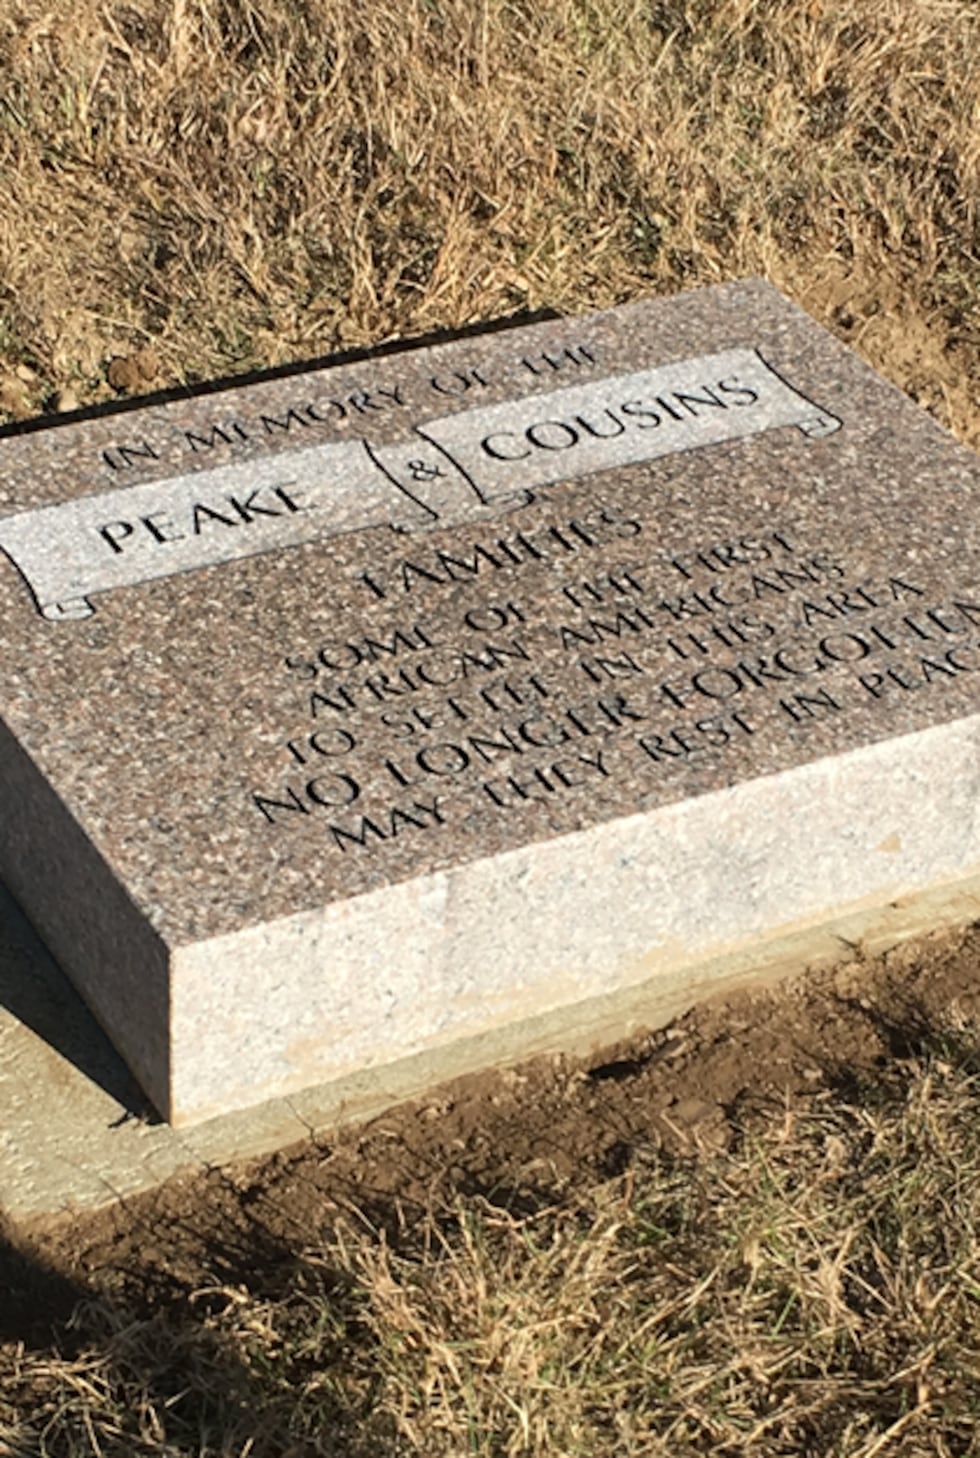 IN MEMORY OF THE
PEAKE & COUSINS
FAMILIES
SOME OF THE FIRST
AFRICAN AMERICANS
TO SETTLE IN THIS AREA
NO LONGER FORGOTTEN
MAY THEY REST IN PEAC